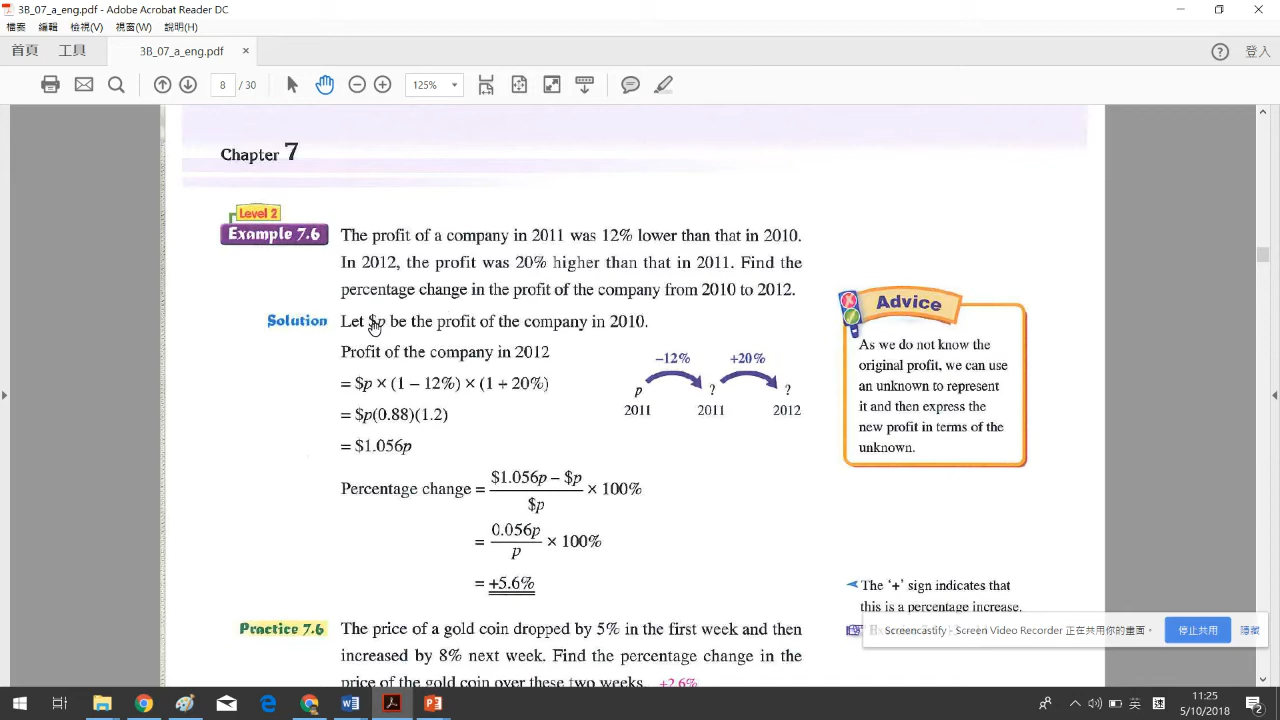 3B_07_a_eng.pdf - Adobe Acrobat Reader DC
檔案 編輯 檢視(V) 視窗(W) 說明(H)
首頁 工具 3B_07_a_eng.pdf × 登入
8 / 30 125%
Chapter 7
Level 2
Example 7.6 The profit of a company in 2011 was 12% lower than that in 2010.
In 2012, the profit was 20% higher than that in 2011. Find the
percentage change in the profit of the company from 2010 to 2012.
Solution Let $p be the profit of the company in 2010.
Profit of the company in 2012
= $p × (1 − 12%) × (1 + 20%)
= $p(0.88)(1.2)
= $1.056p
−12% +20%
p ? ?
2011 2011 2012
Percentage change = $1.056p − $p / $p × 100%
= 0.056p / p × 100%
= +5.6%
Advice
As we do not know the
original profit, we can use
an unknown to represent
it and then express the
new profit in terms of the
unknown.
The ‘+’ sign indicates that
this is a percentage increase.
Practice 7.6 The price of a gold coin dropped by 5% in the first week and then
increased by 8% next week. Find the percentage change in the
price of the gold coin over these two weeks. +2.6%
Screencastify - Screen Video Recorder 正在共用你的畫面。 停止共用 隱藏
英 11:25
5/10/2018
2